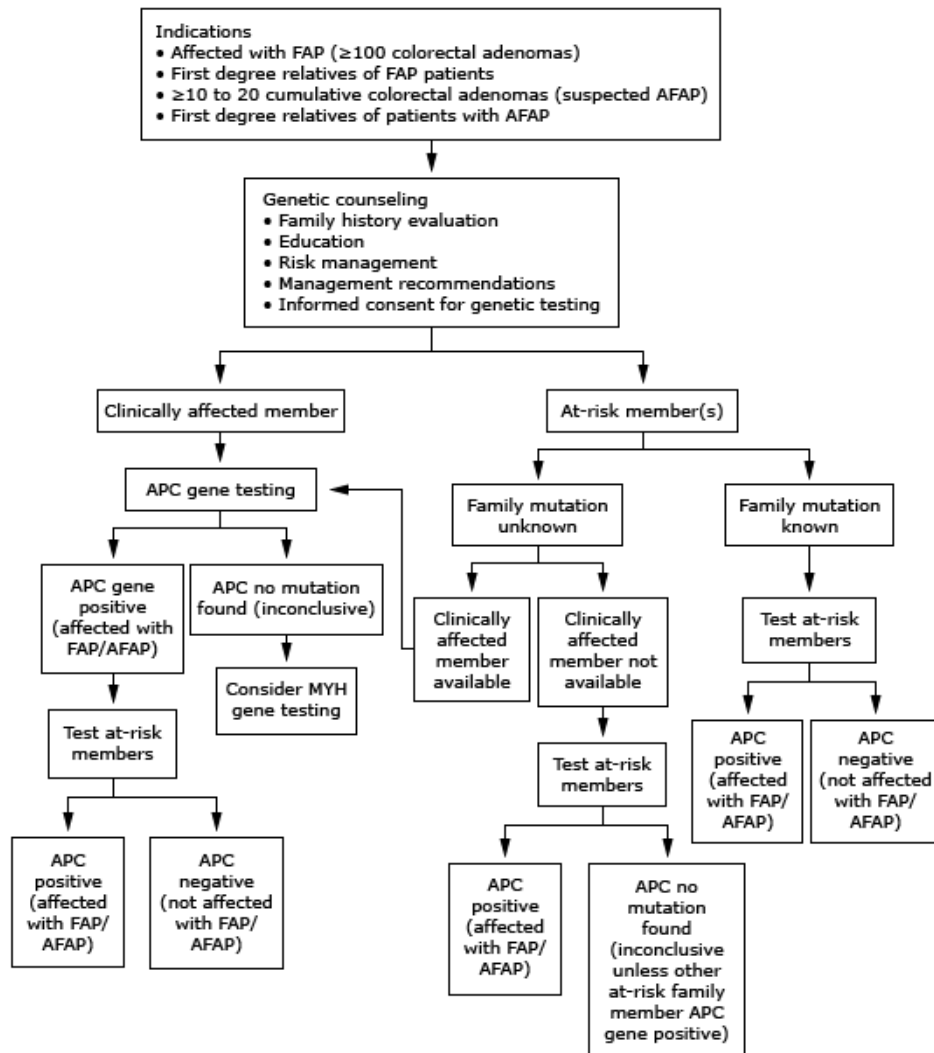 Indications
• Affected with FAP (≥100 colorectal adenomas)
• First degree relatives of FAP patients
• ≥10 to 20 cumulative colorectal adenomas (suspected AFAP)
• First degree relatives of patients with AFAP
Genetic counseling
• Family history evaluation
• Education
• Risk management
• Management recommendations
• Informed consent for genetic testing
Clinically affected member
At-risk member(s)
APC gene testing
Family mutation
unknown
Family mutation
known
APC gene
positive
(affected with
FAP/AFAP)
APC no mutation
found (inconclusive)
Clinically
affected
member
available
Clinically
affected
member not
available
Test at-risk
members
Consider MYH
gene testing
Test at-risk
members
Test at-risk
members
APC
positive
(affected
with FAP/
AFAP)
APC
negative
(not affected
with FAP/
AFAP)
APC
positive
(affected
with FAP/
AFAP)
APC
negative
(not affected
with FAP/
AFAP)
APC
positive
(affected
with FAP/
AFAP)
APC no
mutation
found
(inconclusive
unless other
at-risk family
member APC
gene positive)